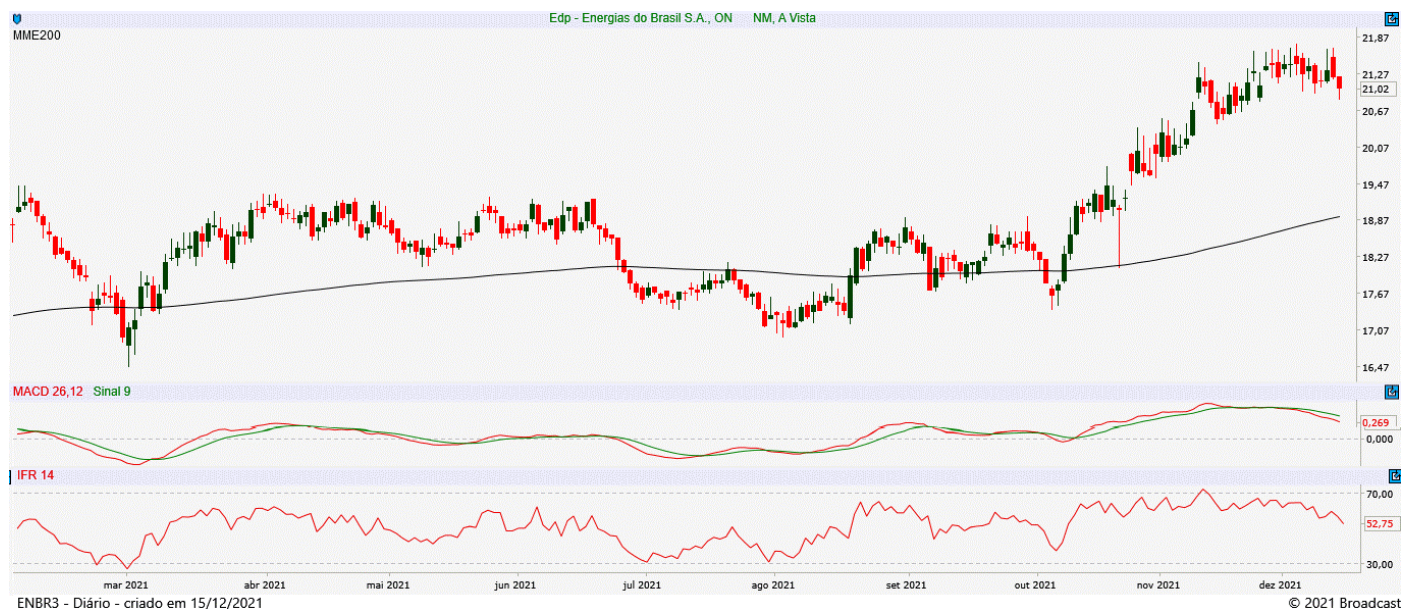 Edp - Energias do Brasil S.A., ON NM, A Vista
MME200
21,87
21,27
21,02
20,67
20,07
19,47
18,87
18,27
17,67
17,07
16,47
MACD 26,12 Sinal 9
0,269
0,000
IFR 14
70,00
52,75
30,00
mar 2021 abr 2021 mai 2021 jun 2021 jul 2021 ago 2021 set 2021 out 2021 nov 2021 dez 2021
ENBR3 - Diário - criado em 15/12/2021 © 2021 Broadcast